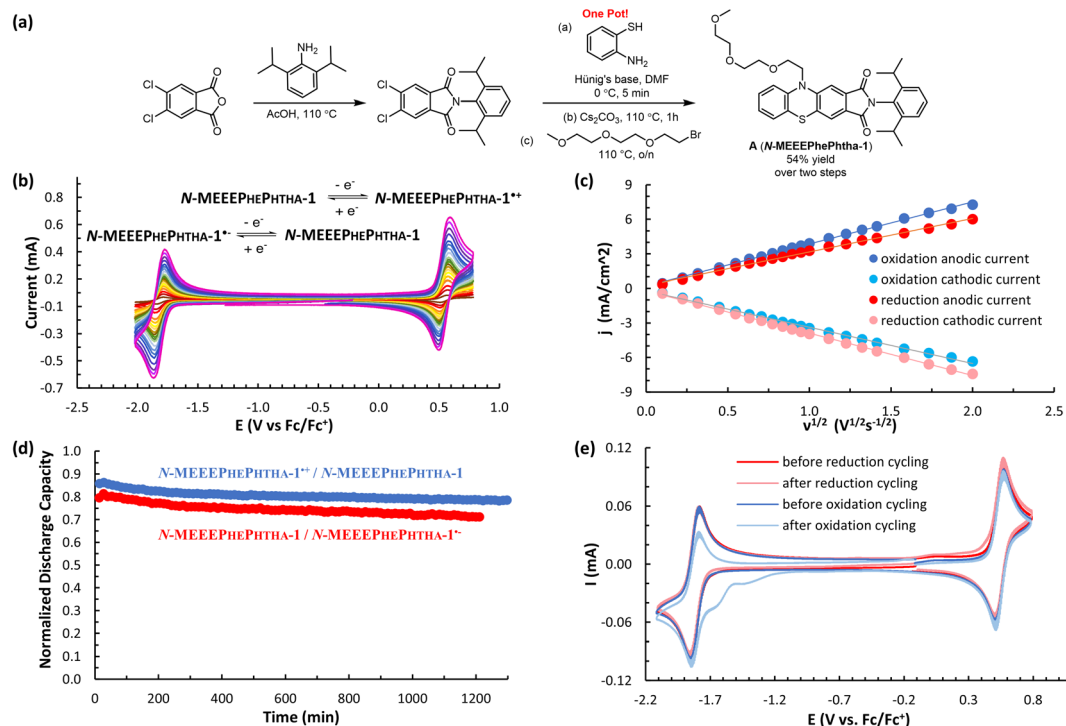 (a)
Cl
Cl
O
O
O
NH2
AcOH, 110 °C
Cl
Cl
O
N
O
One Pot!
(a)
SH
NH2
Hünig's base, DMF
0 °C, 5 min
(b) Cs2CO3, 110 °C, 1h
(c)
O
O
O
Br
110 °C, o/n
O
O
O
N
S
O
N
O
A (N-MEEEPhePhtha-1)
54% yield
over two steps
(b)
N-MEEEPHEPHTHA-1
- e-
+ e-
N-MEEEPHEPHTHA-1•+
N-MEEEPHEPHTHA-1•-
- e-
+ e-
N-MEEEPHEPHTHA-1
Current (mA)
0.8
0.6
0.4
0.2
-0.1
-0.3
-0.5
-0.7
-2.5
-2.0
-1.5
-1.0
-0.5
0.0
0.5
1.0
E (V vs Fc/Fc+)
(c)
j (mA/cm^2)
9
6
3
0
-3
-6
-9
oxidation anodic current
oxidation cathodic current
reduction anodic current
reduction cathodic current
0.0
0.5
1.0
1.5
2.0
2.5
ν1/2 (V1/2s-1/2)
(d)
Normalized Discharge Capacity
1.0
0.9
0.8
0.7
0.6
0.5
0.4
0.3
0.2
0.1
0.0
N-MEEEPHEPHTHA-1•+ / N-MEEEPHEPHTHA-1
N-MEEEPHEPHTHA-1 / N-MEEEPHEPHTHA-1•-
0
200
400
600
800
1000
1200
Time (min)
(e)
I (mA)
0.12
0.06
0.00
-0.06
-0.12
before reduction cycling
after reduction cycling
before oxidation cycling
after oxidation cycling
-2.2
-1.7
-1.2
-0.7
-0.2
0.3
0.8
E (V vs. Fc/Fc+)